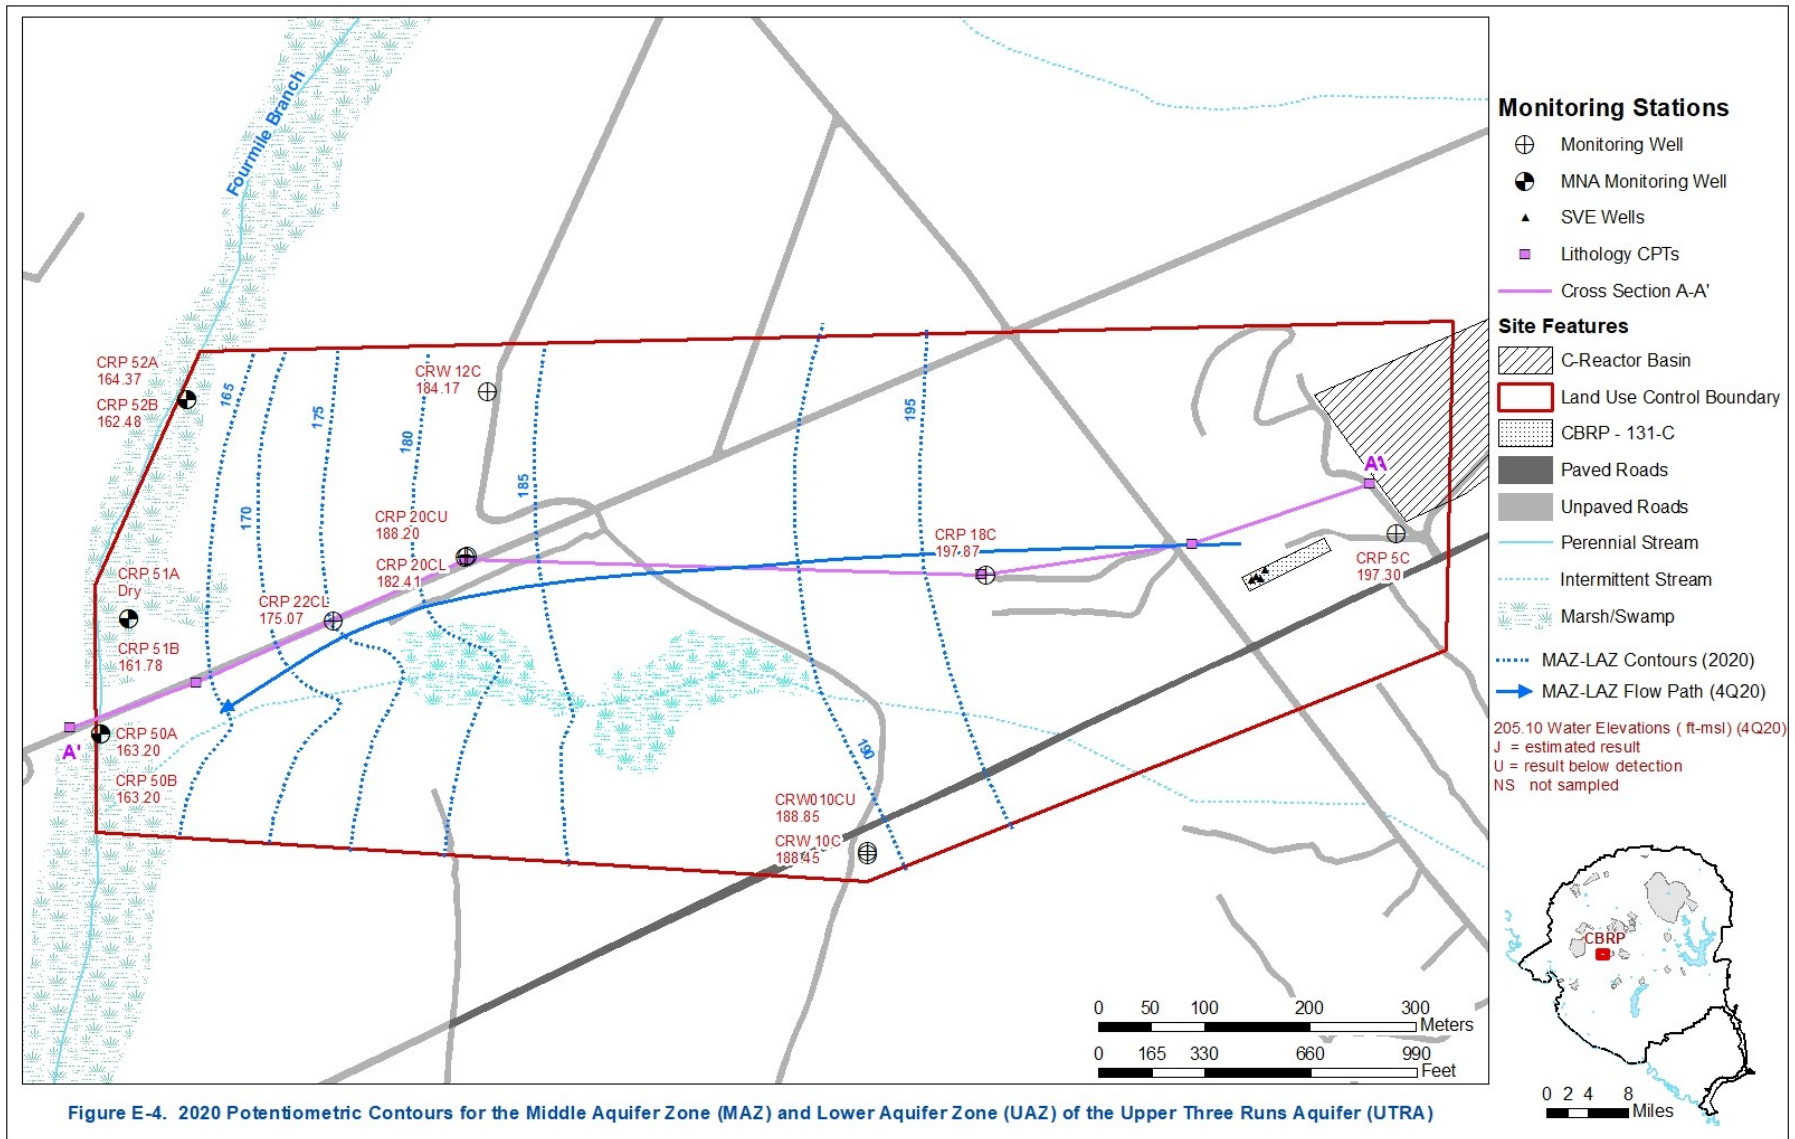 Fourmile Branch
CRP 52A
164.37
CRP 52B
162.48
165
175
180
CRW 12C
184.17
195
170
185
CRP 20CU
188.20
CRP 20CL
182.41
CRP 18C
197.87
A
CRP 5C
197.30
CRP 51A
Dry
CRP 22CL
175.07
CRP 51B
161.78
A'
CRP 50A
163.20
CRP 50B
163.20
190
CRW010CU
188.85
CRW 10C
188.45
0 50 100 200 300
Meters
0 165 330 660 990
Feet
Monitoring Stations
Monitoring Well
MNA Monitoring Well
SVE Wells
Lithology CPTs
Cross Section A-A'
Site Features
C-Reactor Basin
Land Use Control Boundary
CBRP - 131-C
Paved Roads
Unpaved Roads
Perennial Stream
Intermittent Stream
Marsh/Swamp
MAZ-LAZ Contours (2020)
MAZ-LAZ Flow Path (4Q20)
205.10 Water Elevations ( ft-msl) (4Q20)
J = estimated result
U = result below detection
NS not sampled
CBRP
0 2 4 8
Miles
Figure E-4. 2020 Potentiometric Contours for the Middle Aquifer Zone (MAZ) and Lower Aquifer Zone (UAZ) of the Upper Three Runs Aquifer (UTRA)